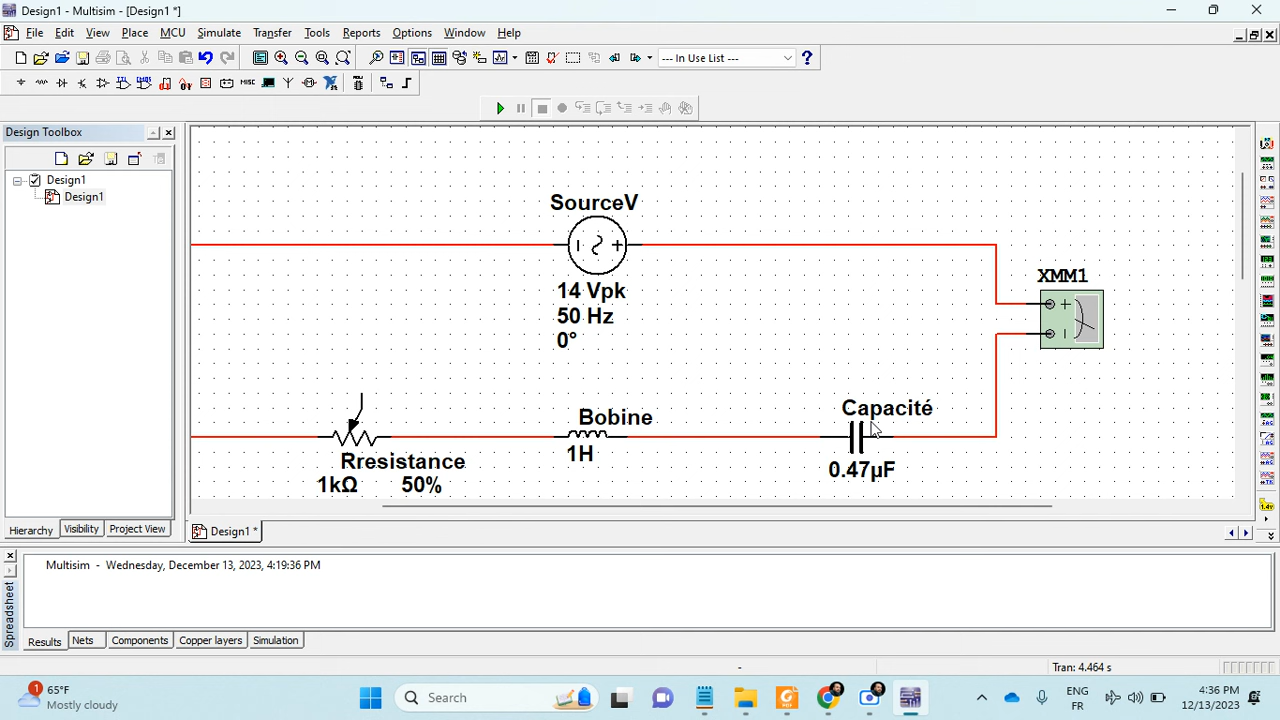 Design1 - Multisim - [Design1 *]
File Edit View Place MCU Simulate Transfer Tools Reports Options Window Help
--- In Use List ---
Design Toolbox
Design1
Design1
SourceV
14 Vpk
50 Hz
0°
XMM1
Capacité
0.47µF
Bobine
1H
Rresistance
1kΩ 50%
Hierarchy Visibility Project View
Design1 *
Spreadsheet
Multisim - Wednesday, December 13, 2023, 4:19:36 PM
Results Nets Components Copper layers Simulation
-
Tran: 4.464 s
1
65°F
Mostly cloudy
Search
ENG
FR
4:36 PM
12/13/2023